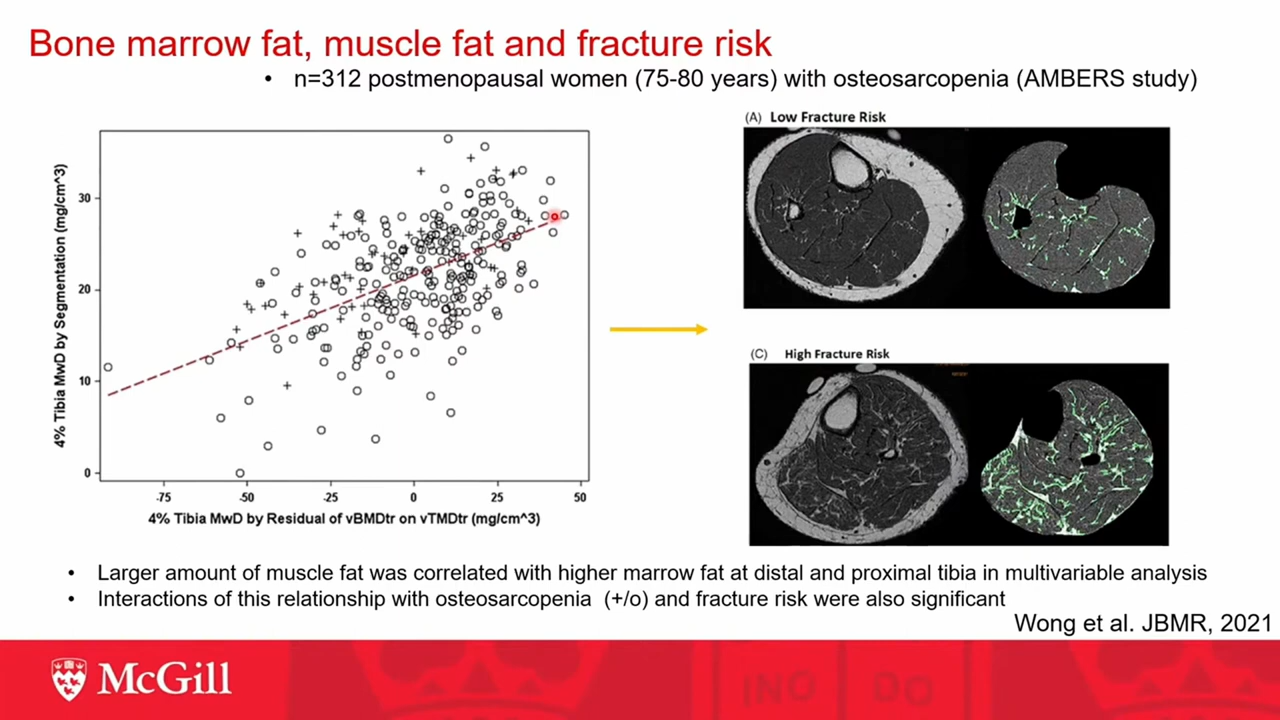 Bone marrow fat, muscle fat and fracture risk
• n=312 postmenopausal women (75-80 years) with osteosarcopenia (AMBERS study)
4% Tibia MwD by Segmentation (mg/cm^3)
30
20
10
0
-75
-50
-25
0
25
50
4% Tibia MwD by Residual of vBMDtr on vTMDtr (mg/cm^3)
(A) Low Fracture Risk
(C) High Fracture Risk
• Larger amount of muscle fat was correlated with higher marrow fat at distal and proximal tibia in multivariable analysis
• Interactions of this relationship with osteosarcopenia (+/o) and fracture risk were also significant
Wong et al. JBMR, 2021
McGill
INO DO